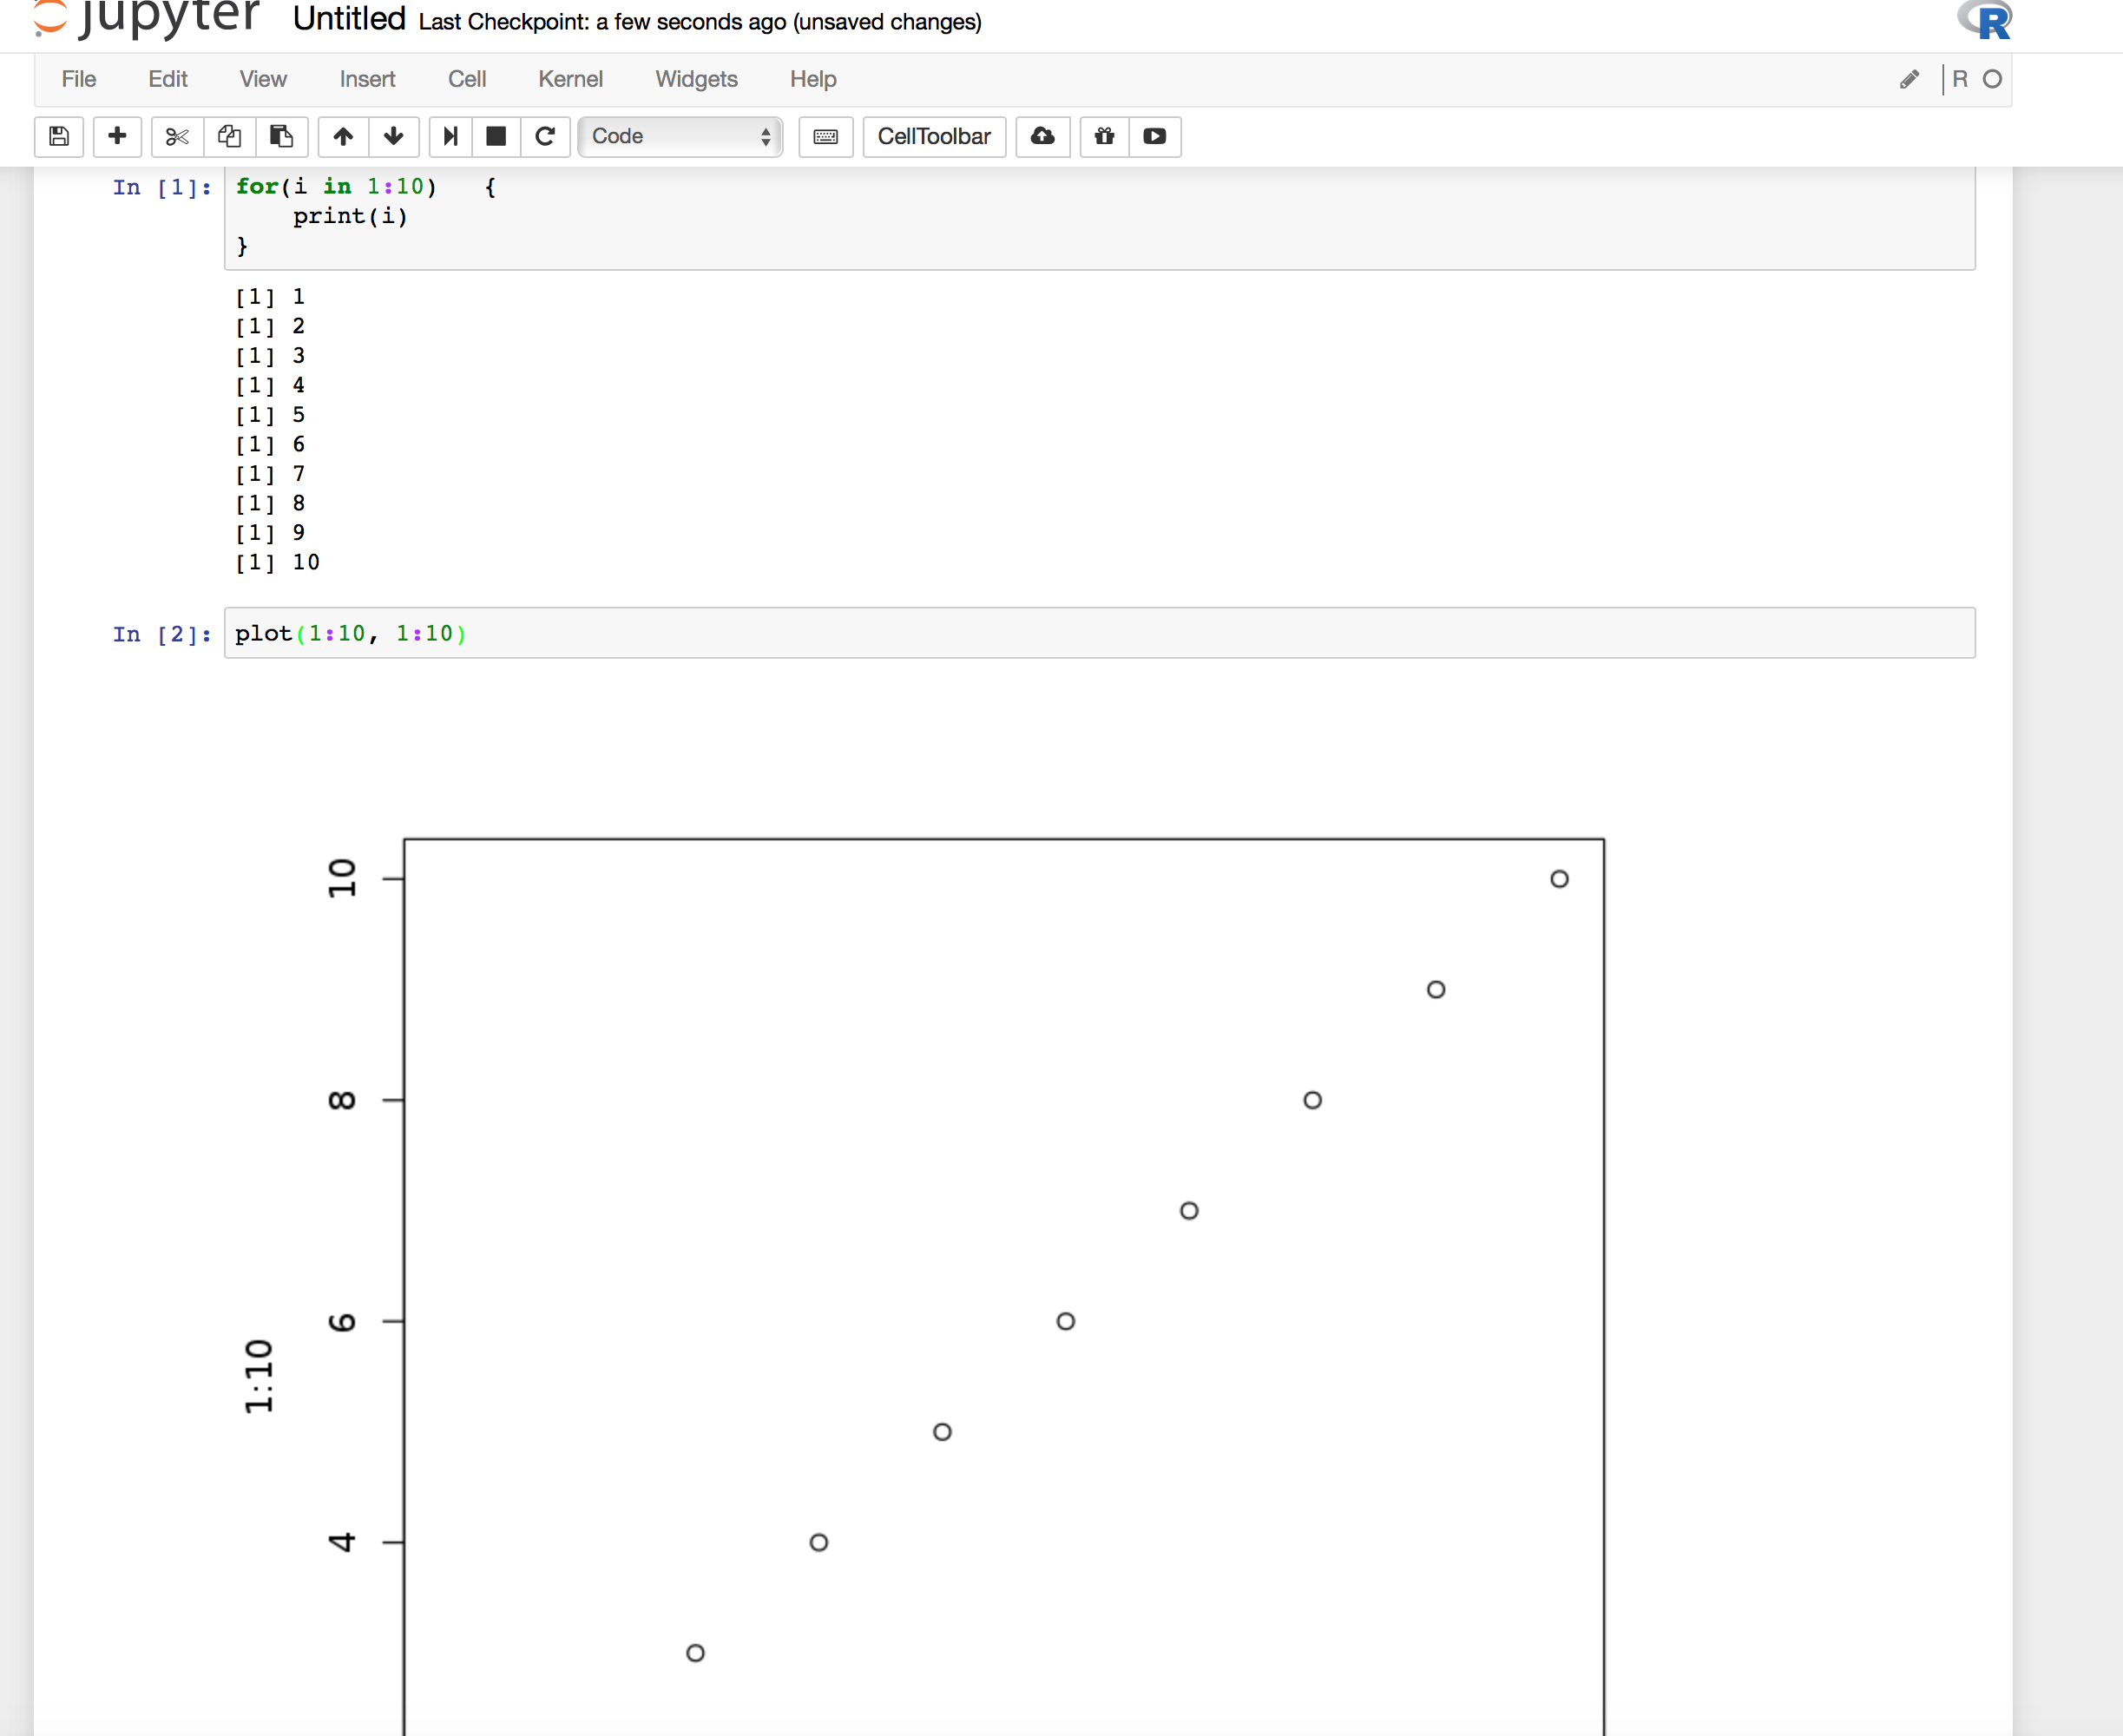 jupyter Untitled Last Checkpoint: a few seconds ago (unsaved changes)
R
File Edit View Insert Cell Kernel Widgets Help R
Code CellToolbar
In [1]: for(i in 1:10)   {
    print(i)
}
[1] 1
[1] 2
[1] 3
[1] 4
[1] 5
[1] 6
[1] 7
[1] 8
[1] 9
[1] 10
In [2]: plot(1:10, 1:10)
10
8
6
1:10
4